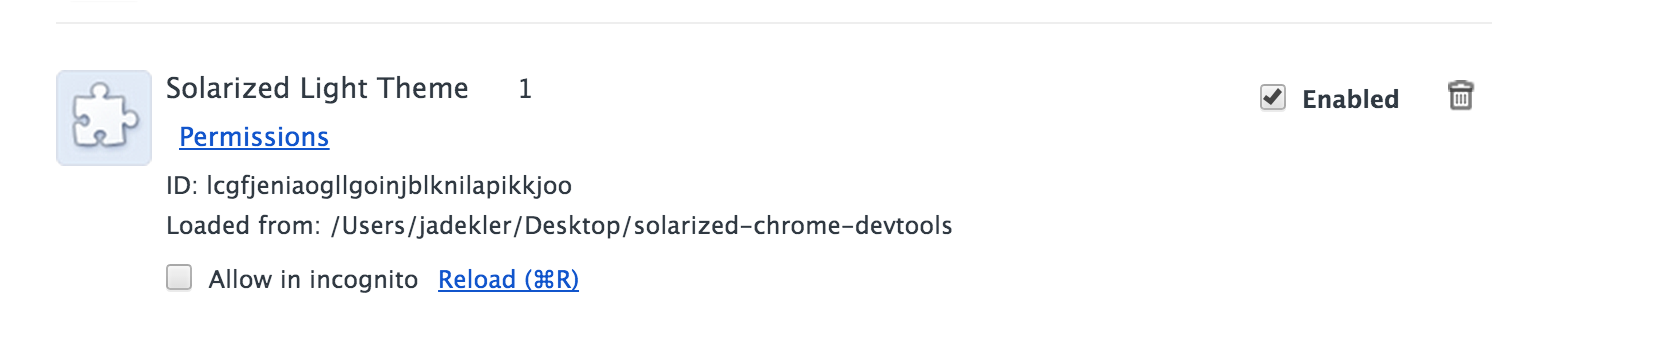 Solarized Light Theme 1
Enabled
Permissions
ID: lcgfjeniaogllgoinjblknilapikkjoo
Loaded from: /Users/jadekler/Desktop/solarized-chrome-devtools
Allow in incognito Reload (⌘R)